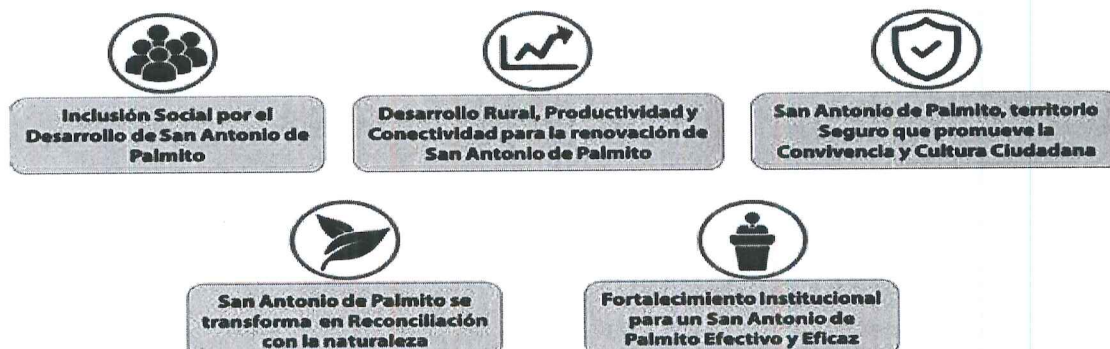 Inclusión Social por el
Desarrollo de San Antonio de
Palmito
Desarrollo Rural, Productividad y
Conectividad para la renovación de
San Antonio de Palmito
San Antonio de Palmito, territorio
Seguro que promueve la
Convivencia y Cultura Ciudadana
San Antonio de Palmito se
transforma en Reconciliación
con la naturaleza
Fortalecimiento Institucional
para un San Antonio de
Palmito Efectivo y Eficaz